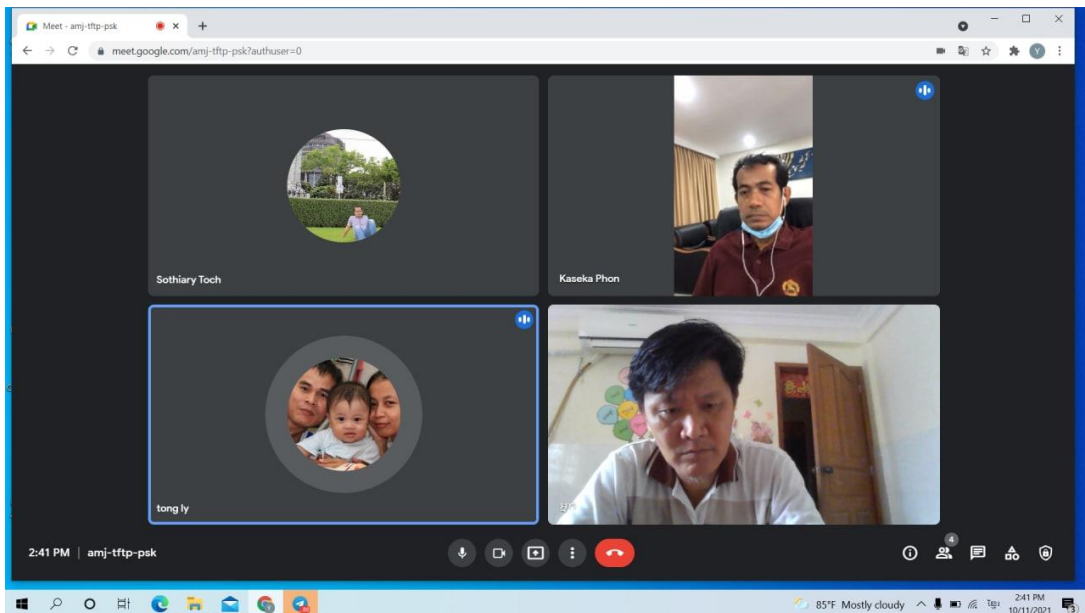 Meet - amj-tftp-psk
meet.google.com/amj-tftp-psk?authuser=0
Y
Sothiary Toch
Kaseka Phon
tong ly
2:41 PM | amj-tftp-psk
4
85°F Mostly cloudy
2:41 PM
10/11/2021